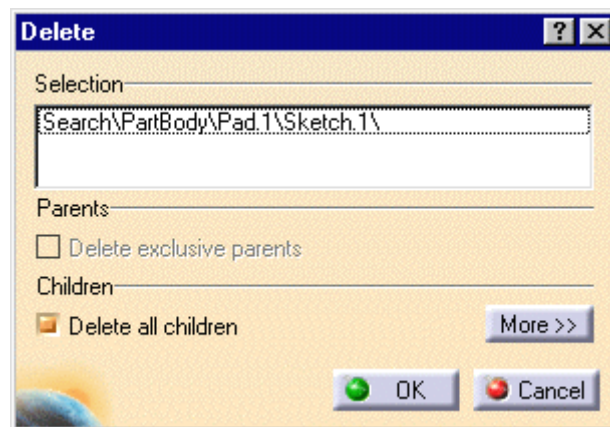 Delete
?
Selection
Search\PartBody\Pad.1\Sketch.1\
Parents
Delete exclusive parents
Children
Delete all children
More >>
OK
Cancel